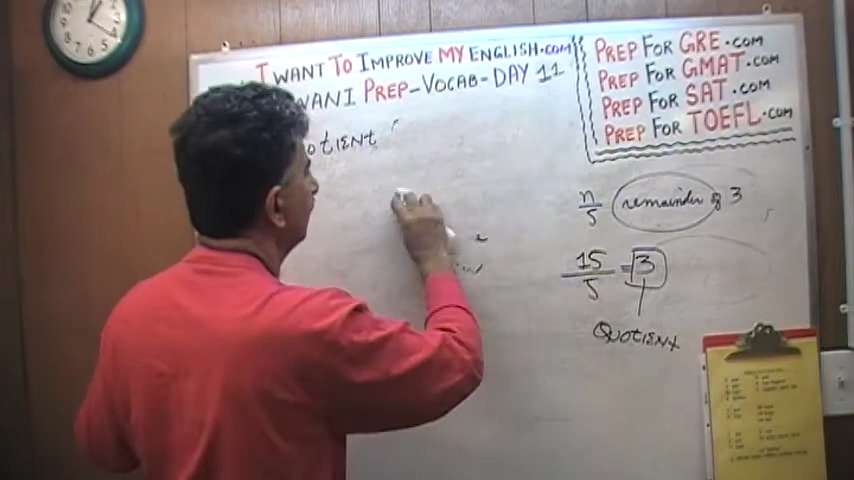 I WANT TO IMPROVE MY ENGLISH.COM
WANI PREP-VOCAB-DAY 11
PREP FOR GRE.COM
PREP FOR GMAT.COM
PREP FOR SAT.COM
PREP FOR TOEFL.COM
OTIENT
n/5 remainder of 3
15/5 = 3
QUOTIENT